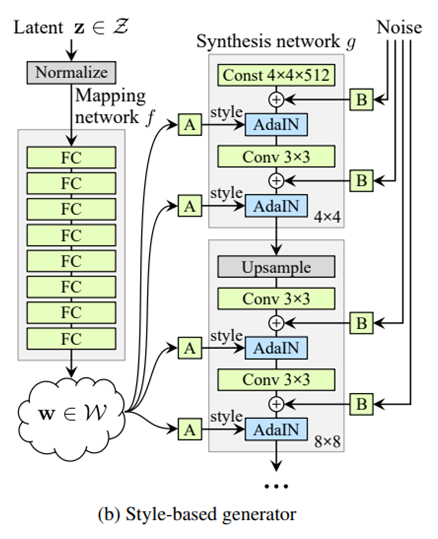 Latent z ∈ 𝒵
Normalize
Mapping
network f
FC
FC
FC
FC
FC
FC
FC
FC
w ∈ 𝒲
Synthesis network g
Noise
Const 4×4×512
B
A
style
AdaIN
Conv 3×3
B
A
style
AdaIN
4×4
Upsample
Conv 3×3
B
A
style
AdaIN
Conv 3×3
B
A
style
AdaIN
8×8
...
(b) Style-based generator